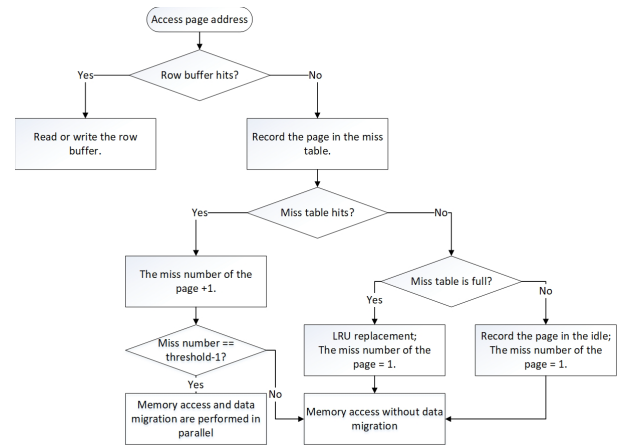 Access page address
Row buffer hits?
Yes
No
Read or write the row
buffer.
Record the page in the miss
table.
Miss table hits?
Yes
No
The miss number of the
page +1.
Miss table is full?
Yes
No
Miss number ==
threshold-1?
LRU replacement;
The miss number of the
page = 1.
Record the page in the idle;
The miss number of the
page = 1.
Yes
No
Memory access and data
migration are performed in
parallel
Memory access without data
migration